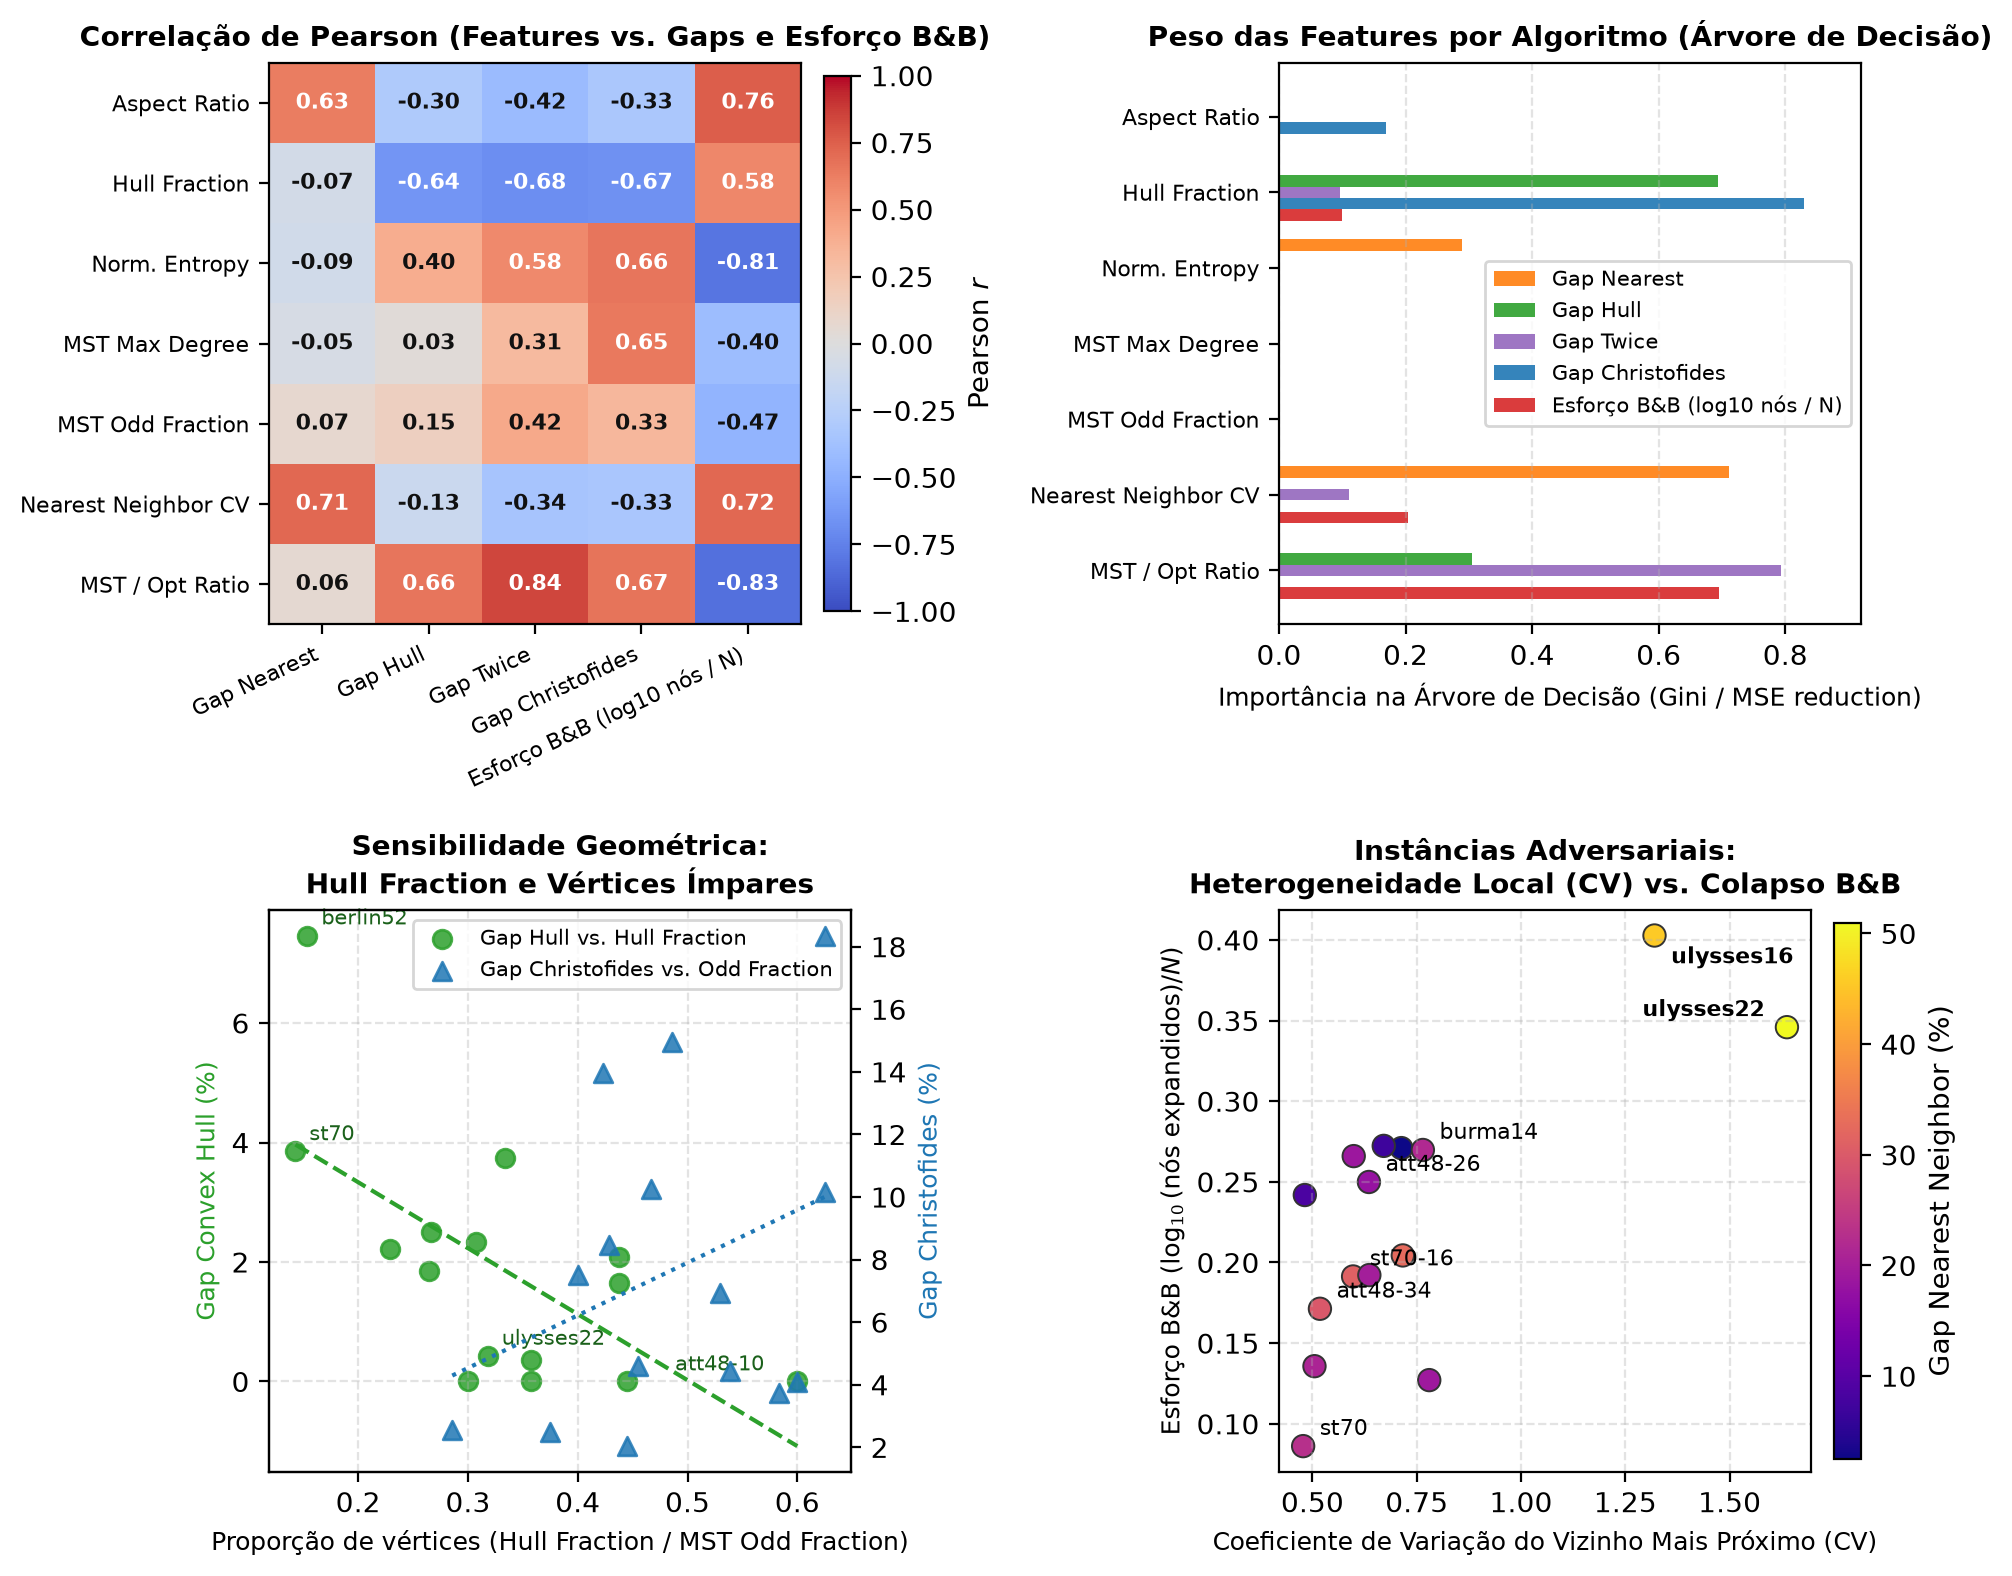 Correlação de Pearson (Features vs. Gaps e Esforço B&B)
Aspect Ratio 0.63 -0.30 -0.42 -0.33 0.76
Hull Fraction -0.07 -0.64 -0.68 -0.67 0.58
Norm. Entropy -0.09 0.40 0.58 0.66 -0.81
MST Max Degree -0.05 0.03 0.31 0.65 -0.40
MST Odd Fraction 0.07 0.15 0.42 0.33 -0.47
Nearest Neighbor CV 0.71 -0.13 -0.34 -0.33 0.72
MST / Opt Ratio 0.06 0.66 0.84 0.67 -0.83
Gap Nearest
Gap Hull
Gap Twice
Gap Christofides
Esforço B&B (log10 nós / N)
1.00
0.75
0.50
0.25
0.00
−0.25
−0.50
−0.75
−1.00
Pearson r
Peso das Features por Algoritmo (Árvore de Decisão)
Aspect Ratio
Hull Fraction
Norm. Entropy
MST Max Degree
MST Odd Fraction
Nearest Neighbor CV
MST / Opt Ratio
Gap Nearest
Gap Hull
Gap Twice
Gap Christofides
Esforço B&B (log10 nós / N)
0.0 0.2 0.4 0.6 0.8
Importância na Árvore de Decisão (Gini / MSE reduction)
Sensibilidade Geométrica:
Hull Fraction e Vértices Ímpares
berlin52
Gap Hull vs. Hull Fraction
Gap Christofides vs. Odd Fraction
st70
ulysses22
att48-10
6
4
2
0
Gap Convex Hull (%)
18
16
14
12
10
8
6
4
2
Gap Christofides (%)
0.2 0.3 0.4 0.5 0.6
Proporção de vértices (Hull Fraction / MST Odd Fraction)
Instâncias Adversariais:
Heterogeneidade Local (CV) vs. Colapso B&B
ulysses16
ulysses22
burma14
att48-26
st70-16
att48-34
st70
0.40
0.35
0.30
0.25
0.20
0.15
0.10
Esforço B&B (log₁₀ (nós expandidos)/N)
0.50 0.75 1.00 1.25 1.50
Coeficiente de Variação do Vizinho Mais Próximo (CV)
50
40
30
20
10
Gap Nearest Neighbor (%)